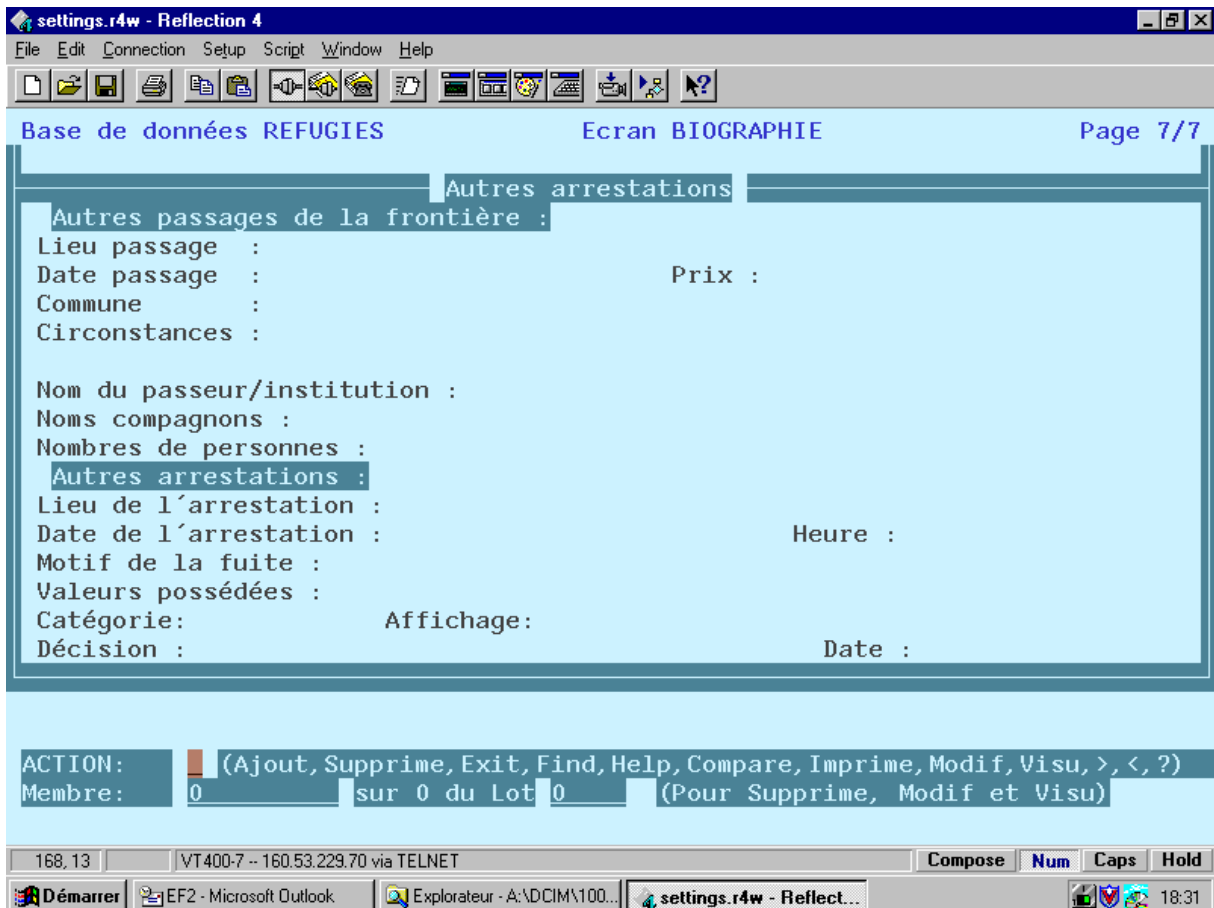 settings.r4w - Reflection 4
File Edit Connection Setup Script Window Help
Base de données REFUGIES Ecran BIOGRAPHIE Page 7/7
Autres arrestations
Autres passages de la frontière :
Lieu passage :
Date passage : Prix :
Commune :
Circonstances :
Nom du passeur/institution :
Noms compagnons :
Nombres de personnes :
Autres arrestations :
Lieu de l´arrestation :
Date de l´arrestation : Heure :
Motif de la fuite :
Valeurs possédées :
Catégorie: Affichage:
Décision : Date :
ACTION: _ (Ajout,Supprime,Exit,Find,Help,Compare,Imprime,Modif,Visu,>,<,?)
Membre: 0 sur 0 du Lot 0 (Pour Supprime, Modif et Visu)
168, 13 VT400-7 -- 160.53.229.70 via TELNET Compose Num Caps Hold
Démarrer EF2 - Microsoft Outlook Explorateur - A:\DCIM\100... settings.r4w - Reflect... 18:31